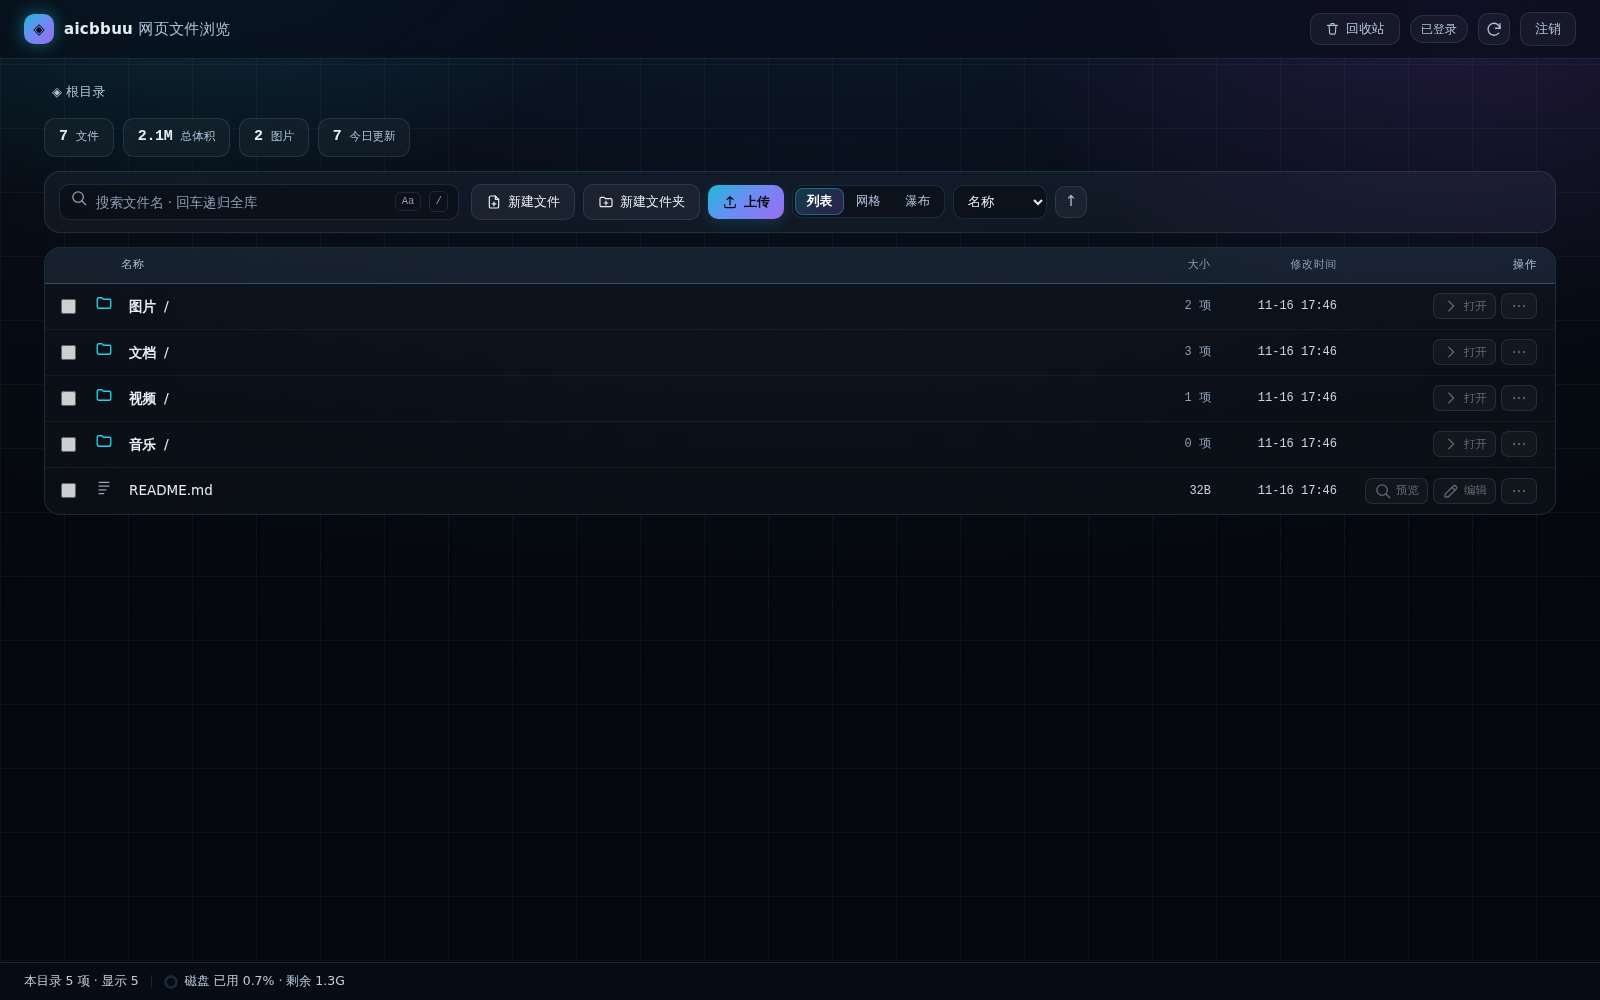 ◈ aicbbuu 网页文件浏览 回收站 已登录 注销
◈ 根目录
7 文件 2.1M 总体积 2 图片 7 今日更新
搜索文件名 · 回车递归全库 Aa / 新建文件 新建文件夹 上传 列表 网格 瀑布 名称 ↑
名称 大小 修改时间 操作
图片 / 2 项 11-16 17:46 打开 ···
文档 / 3 项 11-16 17:46 打开 ···
视频 / 1 项 11-16 17:46 打开 ···
音乐 / 0 项 11-16 17:46 打开 ···
README.md 32B 11-16 17:46 预览 编辑 ···
本目录 5 项 · 显示 5 磁盘 已用 0.7% · 剩余 1.3G